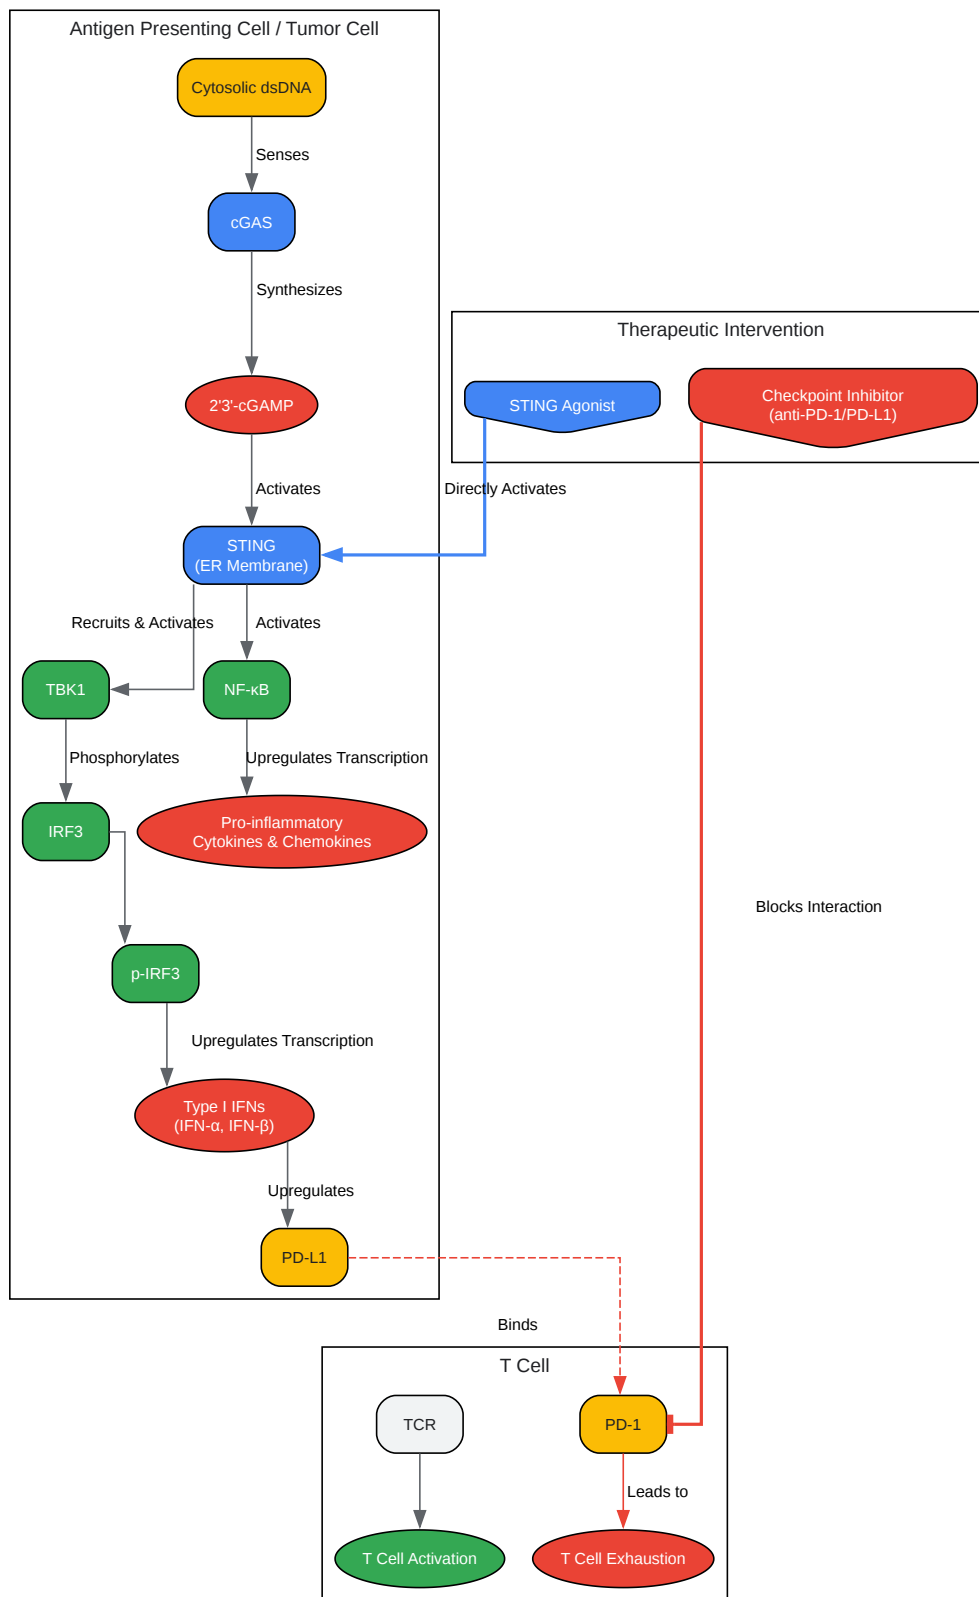 Antigen Presenting Cell / Tumor Cell
Cytosolic dsDNA
Senses
cGAS
Synthesizes
Therapeutic Intervention
2'3'-cGAMP
STING Agonist
Checkpoint Inhibitor
(anti-PD-1/PD-L1)
Activates
Directly Activates
STING
(ER Membrane)
Recruits & Activates
Activates
TBK1
NF-κB
Phosphorylates
Upregulates Transcription
IRF3
Pro-inflammatory
Cytokines & Chemokines
Blocks Interaction
p-IRF3
Upregulates Transcription
Type I IFNs
(IFN-α, IFN-β)
Upregulates
PD-L1
Binds
T Cell
TCR
PD-1
Leads to
T Cell Activation
T Cell Exhaustion